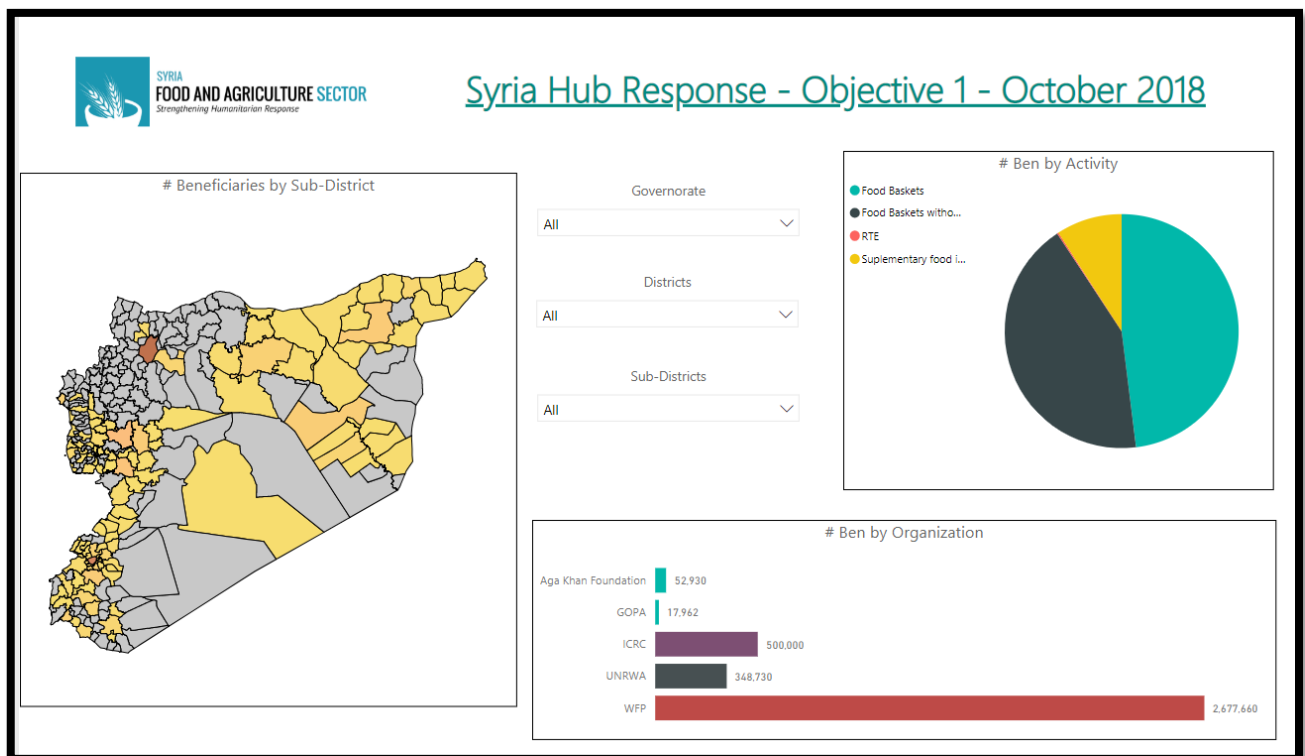 SYRIA
FOOD AND AGRICULTURE SECTOR
Strengthening Humanitarian Response
Syria Hub Response - Objective 1 - October 2018
# Beneficiaries by Sub-District
Governorate
All
Districts
All
Sub-Districts
All
# Ben by Activity
Food Baskets
Food Baskets witho...
RTE
Suplementary food i...
# Ben by Organization
Aga Khan Foundation 52,930
GOPA 17,962
ICRC 500,000
UNRWA 348,730
WFP 2,677,660